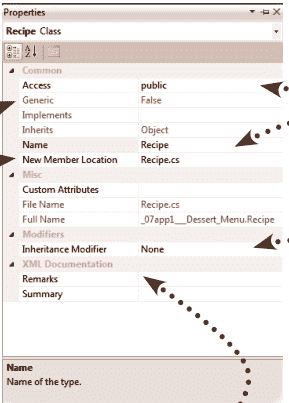 Properties
Recipe Class
Common
Access public
Generic False
Implements
Inherits Object
Name Recipe
New Member Location Recipe.cs
Misc
Custom Attributes
File Name Recipe.cs
Full Name _07app1___Dessert_Menu.Recipe
Modifiers
Inheritance Modifier None
XML Documentation
Remarks
Summary
Name
Name of the type.